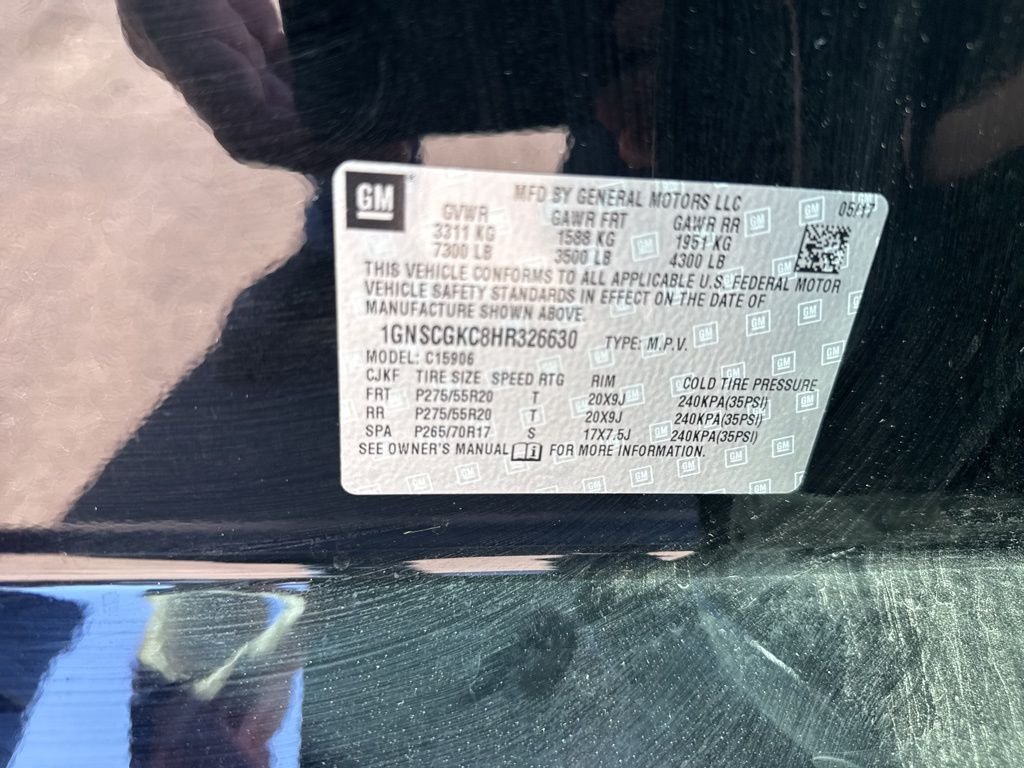 GM
MFD BY GENERAL MOTORS LLC
05/17
GVWR GAWR FRT GAWR RR
3311 KG 1588 KG 1951 KG
7300 LB 3500 LB 4300 LB
THIS VEHICLE CONFORMS TO ALL APPLICABLE U.S. FEDERAL MOTOR
VEHICLE SAFETY STANDARDS IN EFFECT ON THE DATE OF
MANUFACTURE SHOWN ABOVE.
1GNSCGKC8HR326630 TYPE: M.P.V.
MODEL: C15906
CJKF TIRE SIZE SPEED RTG RIM COLD TIRE PRESSURE
FRT P275/55R20 T 20X9J 240KPA(35PSI)
RR P275/55R20 T 20X9J 240KPA(35PSI)
SPA P265/70R17 S 17X7.5J 240KPA(35PSI)
SEE OWNER'S MANUAL i FOR MORE INFORMATION.